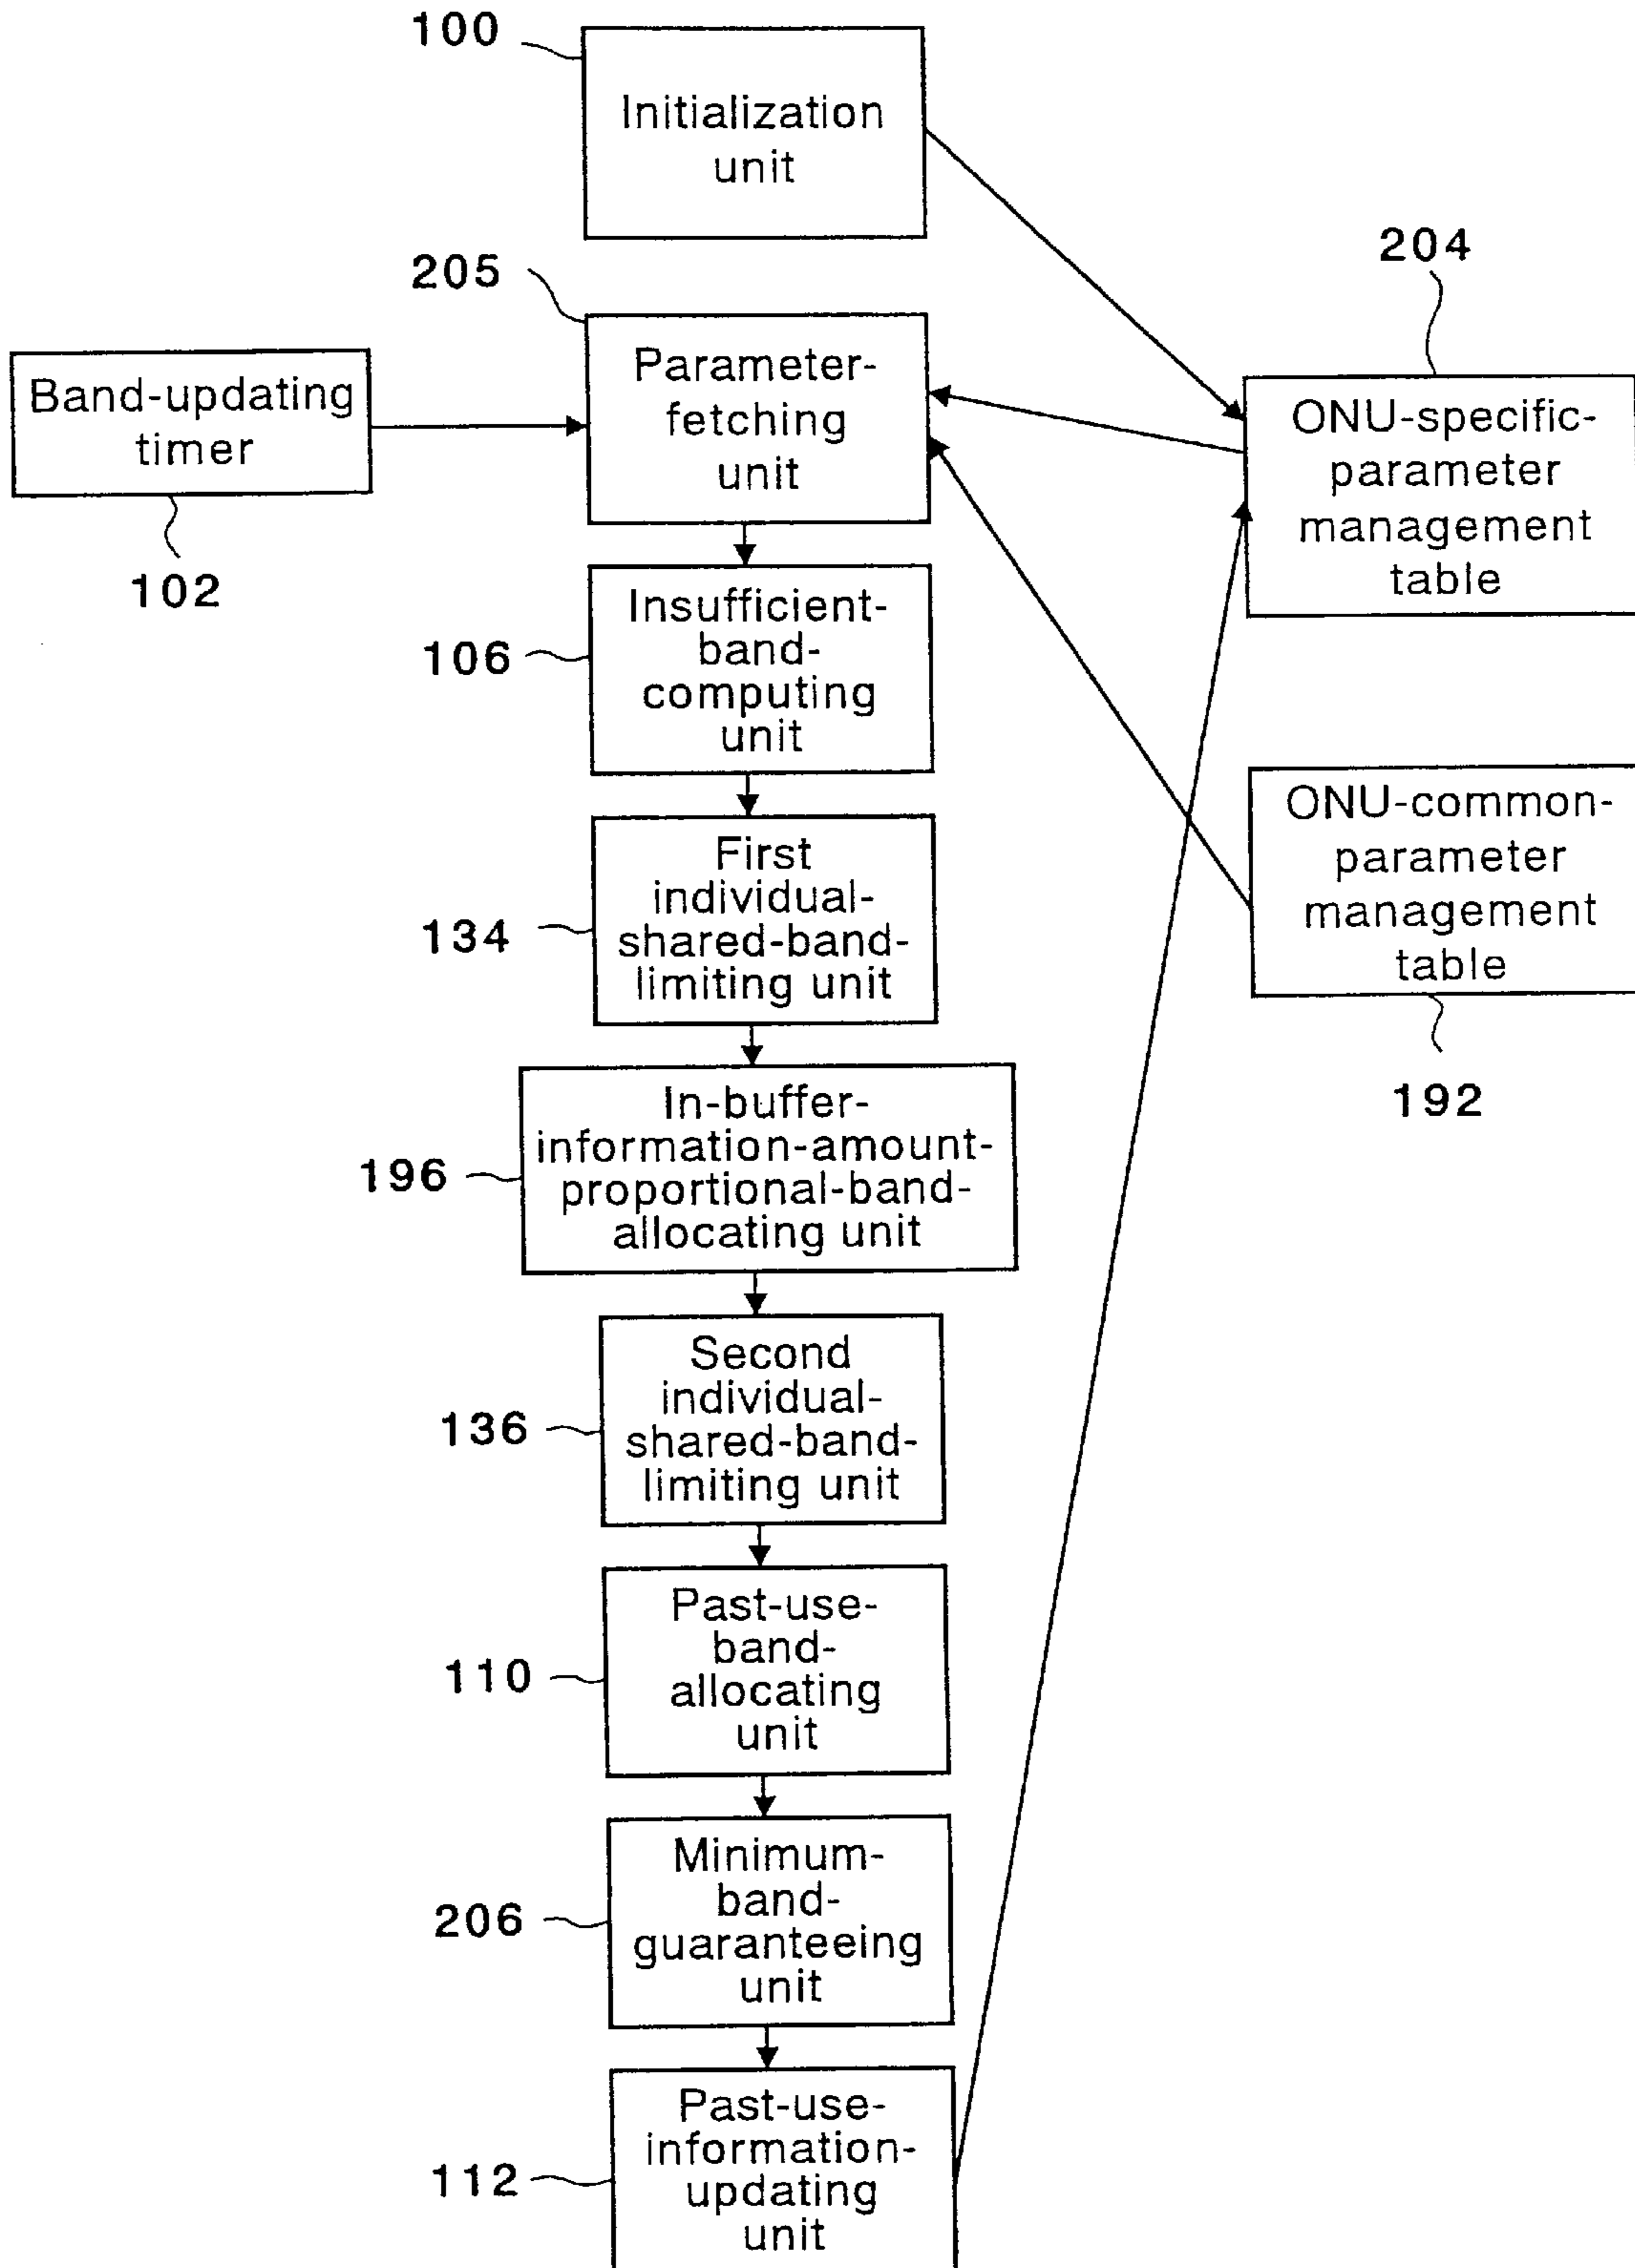 100
Initialization
unit
205
204
Band-updating
timer
102
Parameter-
fetching
unit
ONU-specific-
parameter
management
table
106
Insufficient-
band-
computing
unit
ONU-common-
parameter
management
table
192
134
First
individual-
shared-band-
limiting unit
196
In-buffer-
information-amount-
proportional-band-
allocating unit
136
Second
individual-
shared-band-
limiting unit
110
Past-use-
band-
allocating
unit
206
Minimum-
band-
guaranteeing
unit
112
Past-use-
information-
updating
unit